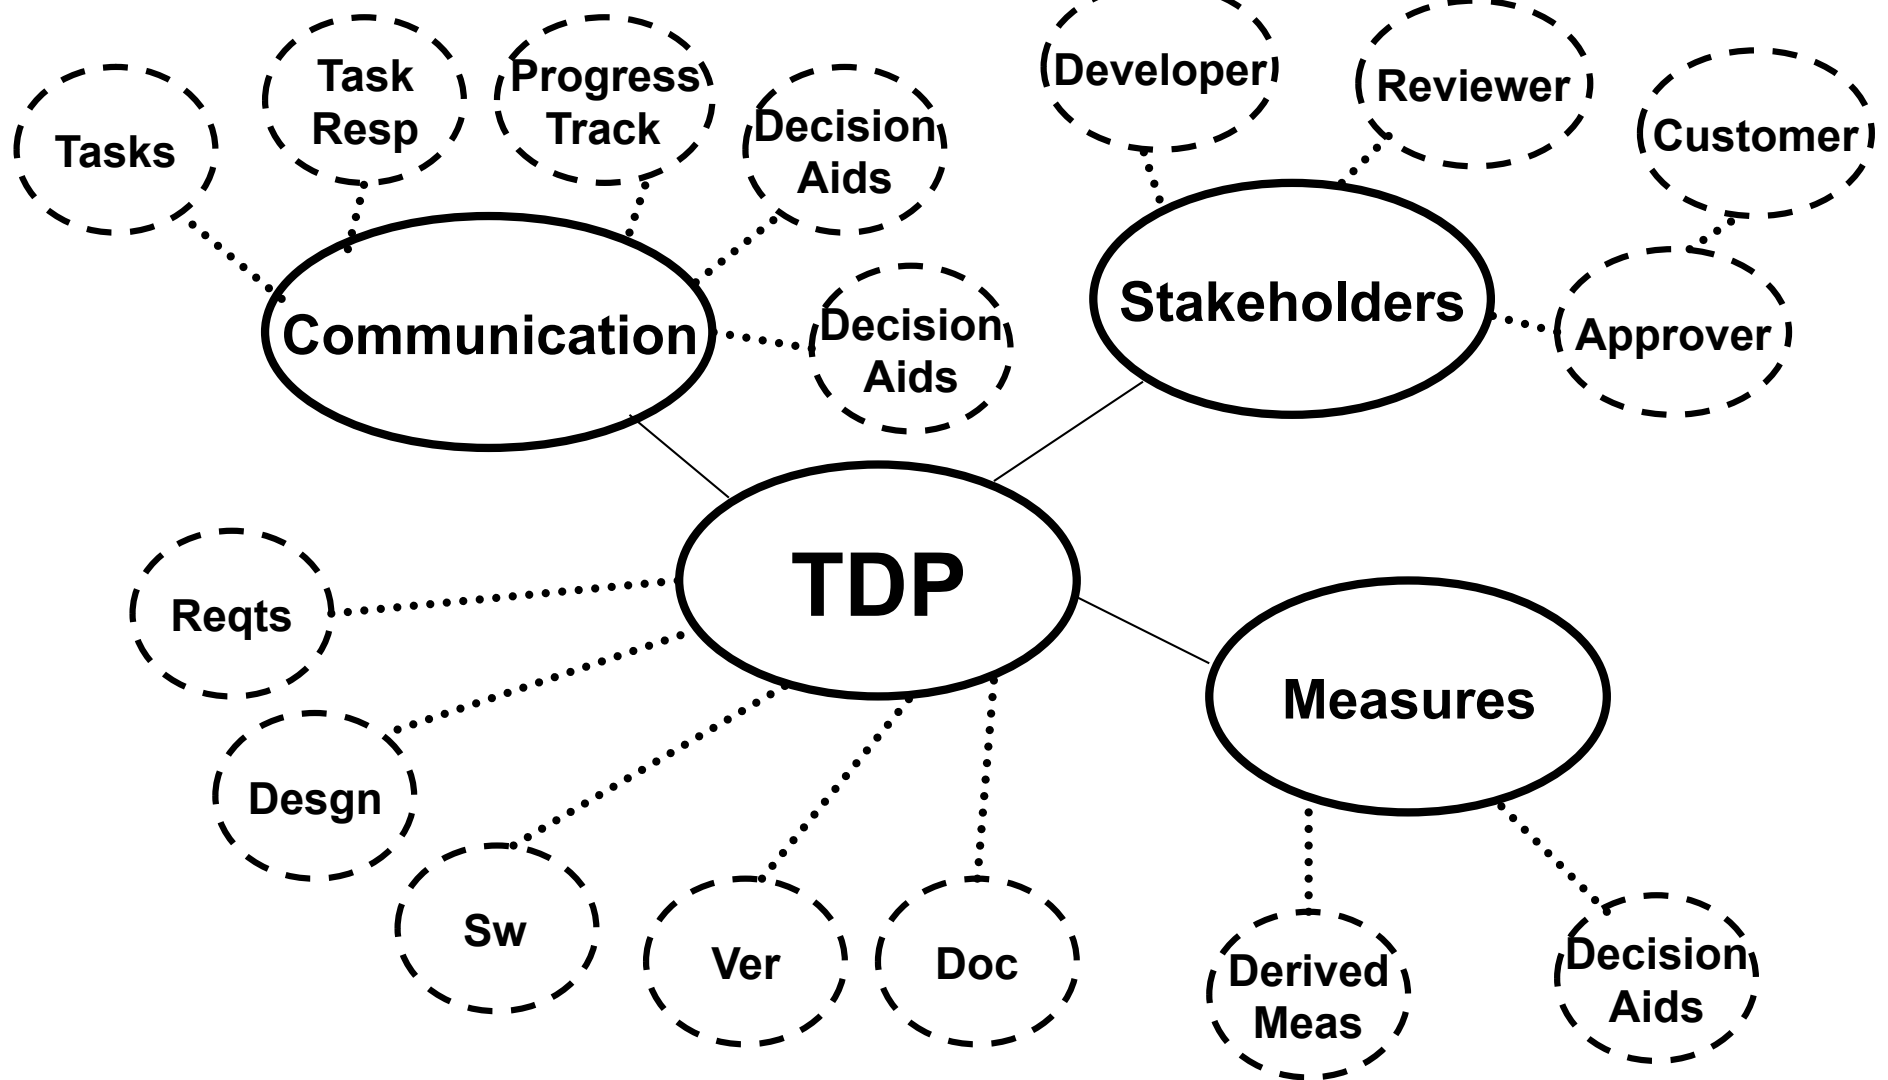 Developer
Reviewer
Customer
Task
Resp
Progress
Track
Tasks
Decision
Aids
Stakeholders
Communication
Decision
Aids
Approver
TDP
Reqts
Measures
Desgn
Sw
Ver
Doc
Derived
Meas
Decision
Aids